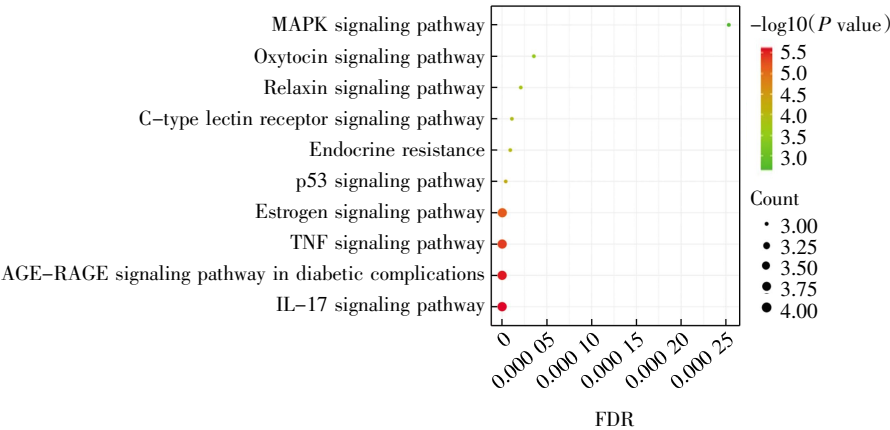 MAPK signaling pathway
Oxytocin signaling pathway
Relaxin signaling pathway
C-type lectin receptor signaling pathway
Endocrine resistance
p53 signaling pathway
Estrogen signaling pathway
TNF signaling pathway
AGE-RAGE signaling pathway in diabetic complications
IL-17 signaling pathway
0
0.000 05
0.000 10
0.000 15
0.000 20
0.000 25
FDR
-log10(P value)
5.5
5.0
4.5
4.0
3.5
3.0
Count
3.00
3.25
3.50
3.75
4.00